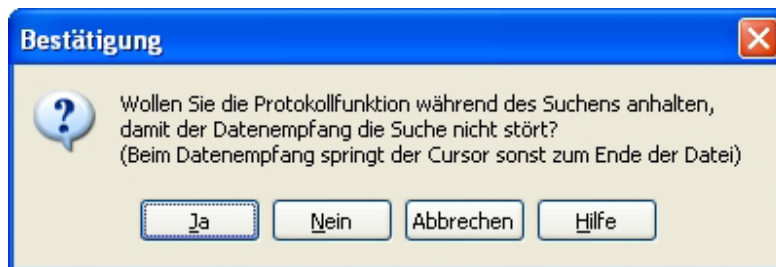 Bestätigung
Wollen Sie die Protokollfunktion während des Suchens anhalten,
damit der Datenempfang die Suche nicht stört?
(Beim Datenempfang springt der Cursor sonst zum Ende der Datei)
Ja Nein Abbrechen Hilfe